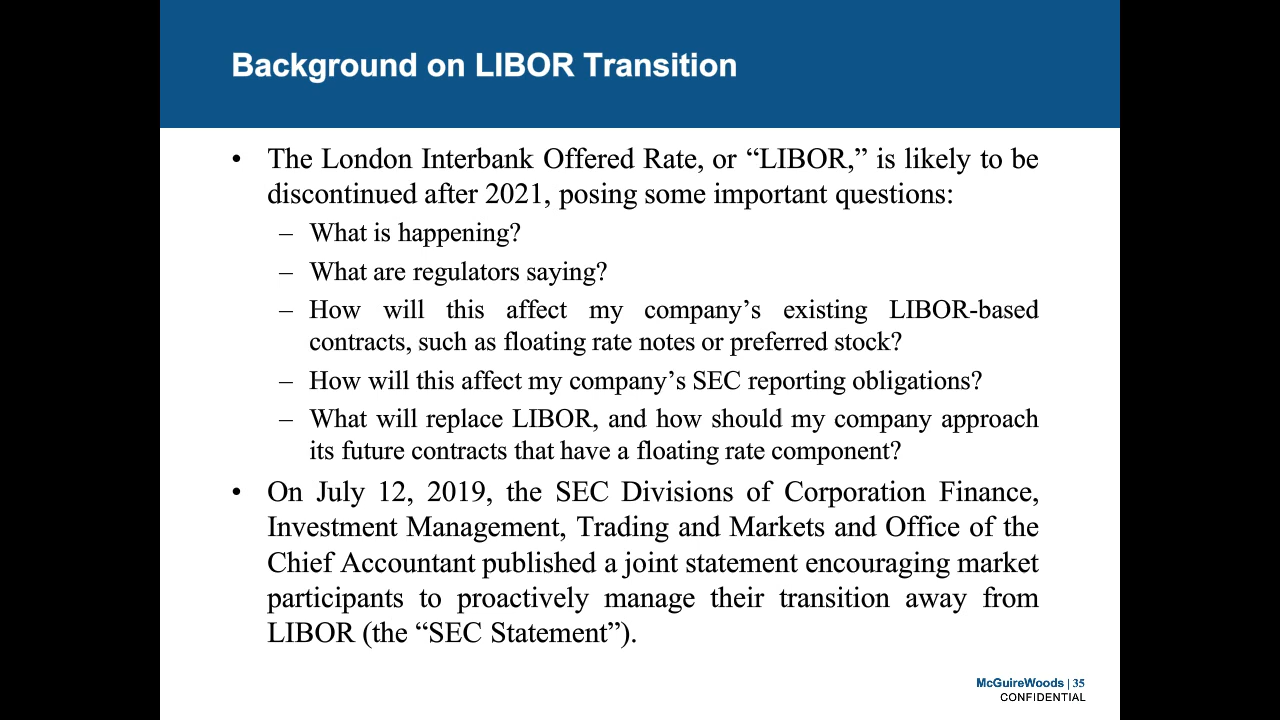 Background on LIBOR Transition
• The London Interbank Offered Rate, or “LIBOR,” is likely to be
discontinued after 2021, posing some important questions:
– What is happening?
– What are regulators saying?
– How will this affect my company’s existing LIBOR-based
contracts, such as floating rate notes or preferred stock?
– How will this affect my company’s SEC reporting obligations?
– What will replace LIBOR, and how should my company approach
its future contracts that have a floating rate component?
• On July 12, 2019, the SEC Divisions of Corporation Finance,
Investment Management, Trading and Markets and Office of the
Chief Accountant published a joint statement encouraging market
participants to proactively manage their transition away from
LIBOR (the “SEC Statement”).
McGuireWoods | 35
CONFIDENTIAL